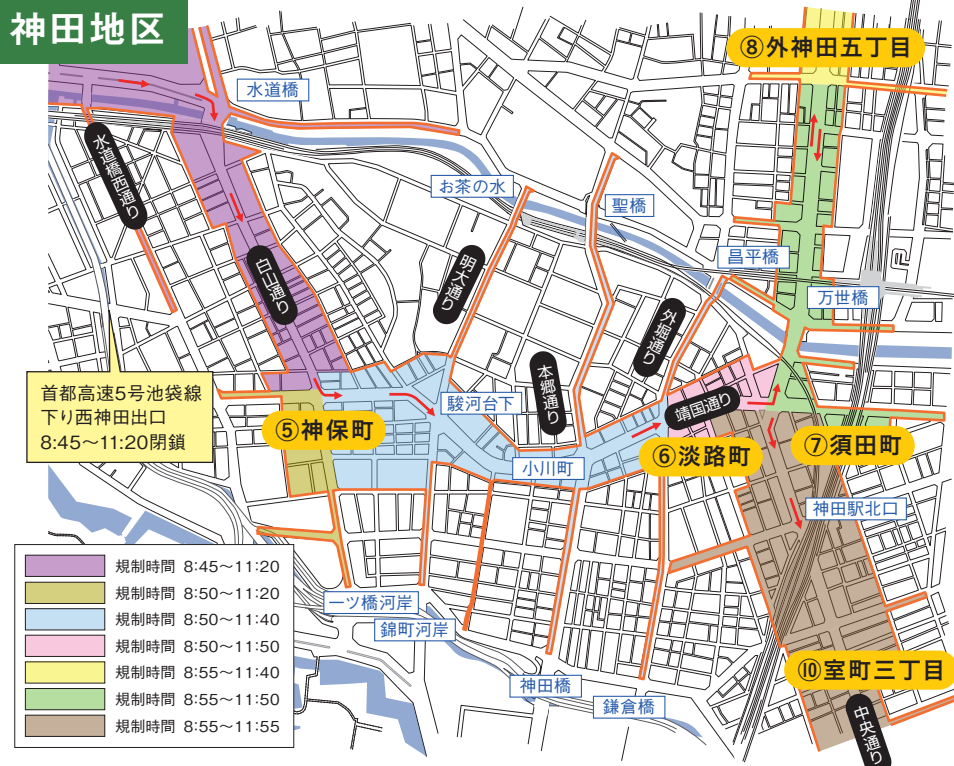 神田地区
⑧外神田五丁目
水道橋
水道橋西通り
お茶の水
聖橋
昌平橋
白山通り
明大通り
外堀通り
万世橋
本郷通り
首都高速5号池袋線
下り西神田出口
8:45〜11:20閉鎖
⑤神保町
駿河台下
靖国通り
⑥淡路町
⑦須田町
小川町
神田駅北口
規制時間 8:45〜11:20
規制時間 8:50〜11:20
規制時間 8:50〜11:40
規制時間 8:50〜11:50
規制時間 8:55〜11:40
規制時間 8:55〜11:50
規制時間 8:55〜11:55
一ツ橋河岸
錦町河岸
神田橋
鎌倉橋
⑩室町三丁目
中央通り